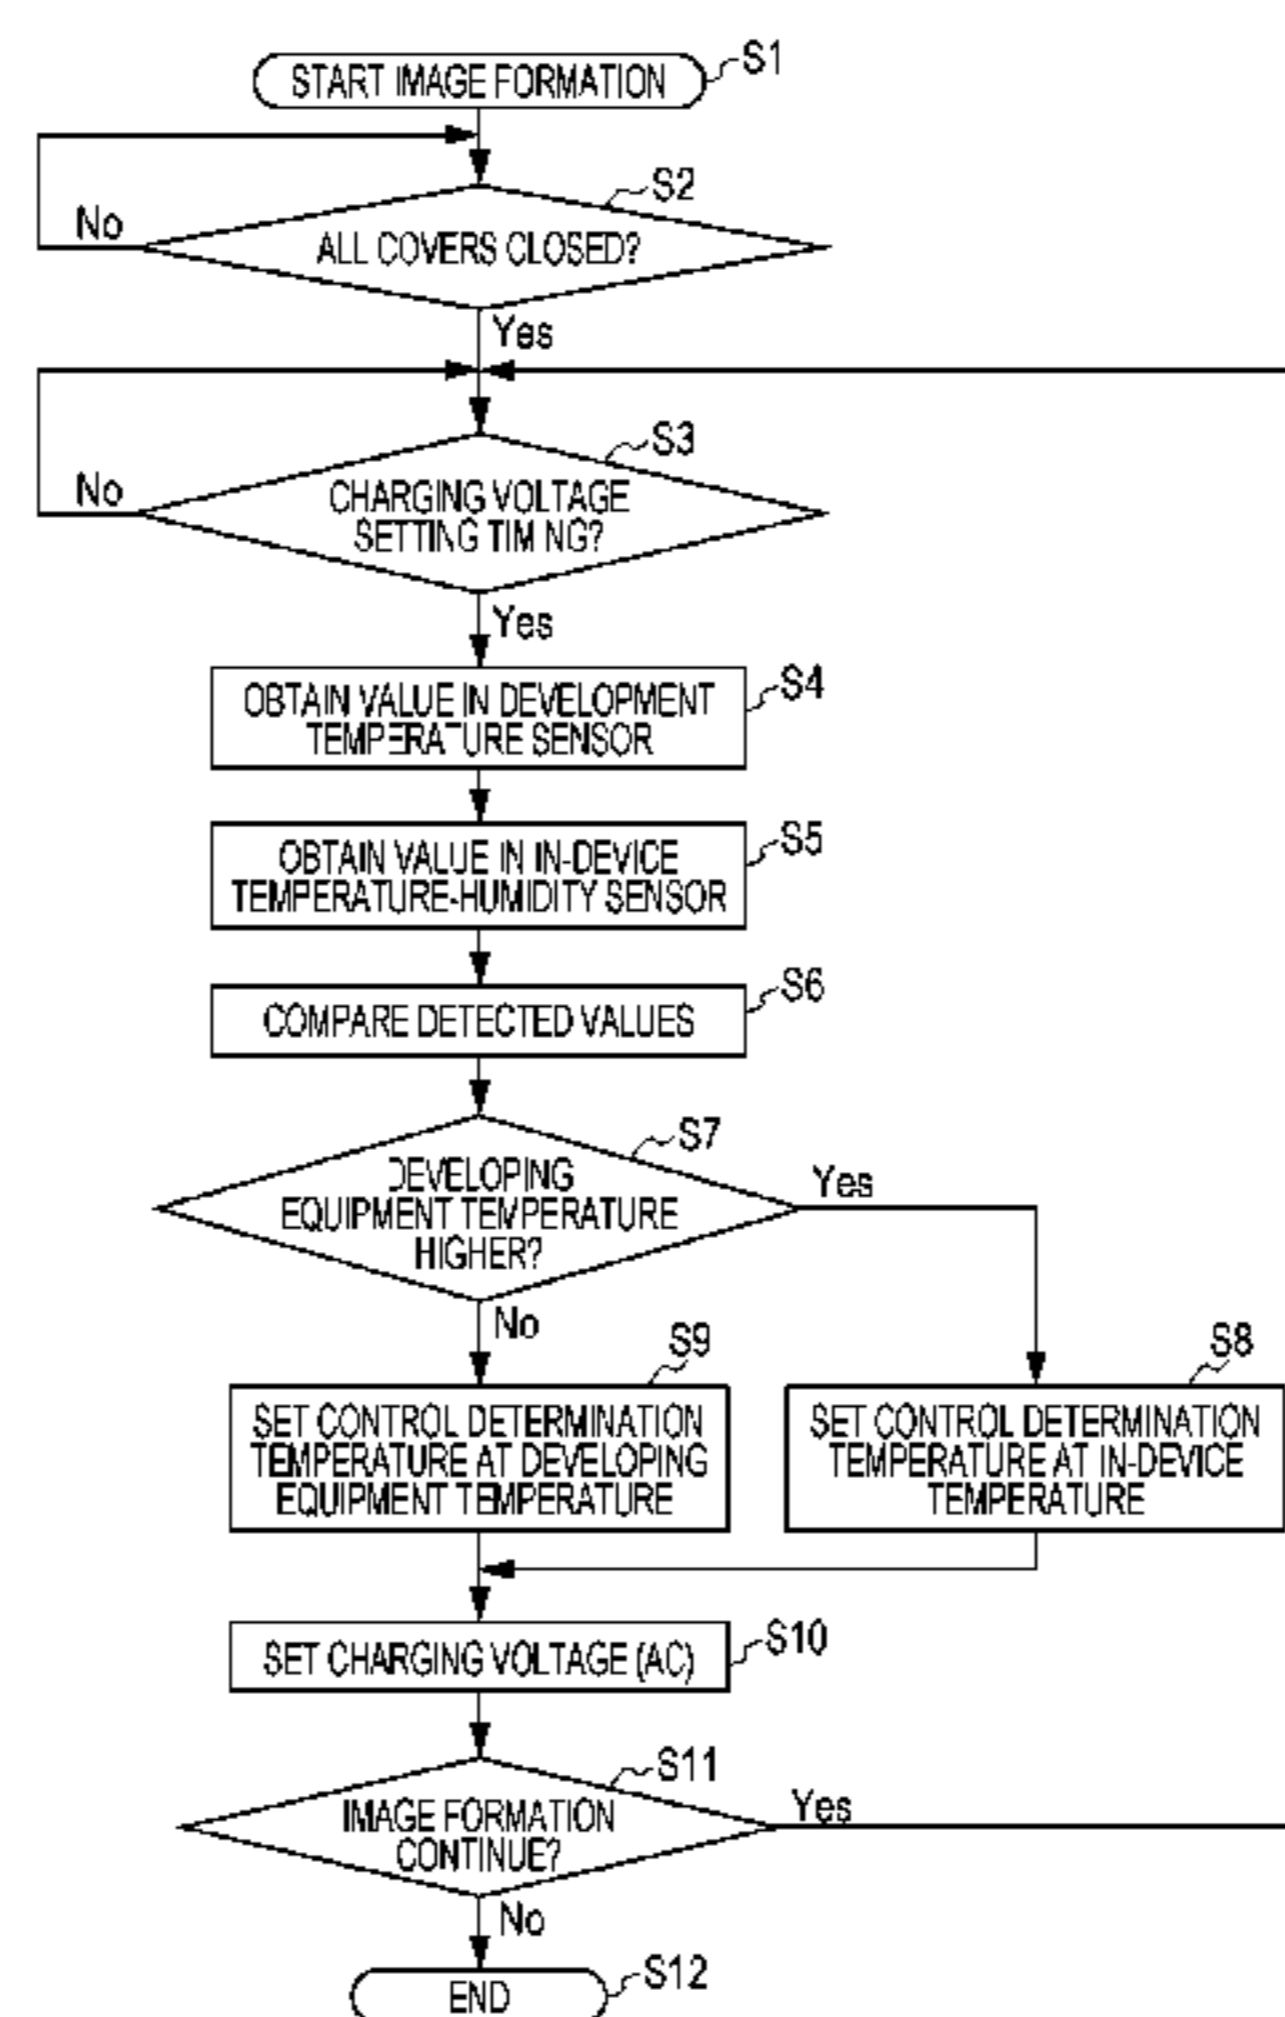 START IMAGE FORMATION
S1
S2
No
ALL COVERS CLOSED?
Yes
S3
No
CHARGING VOLTAGE
SETTING TIMING?
Yes
S4
OBTAIN VALUE IN DEVELOPMENT
TEMPERATURE SENSOR
S5
OBTAIN VALUE IN IN-DEVICE
TEMPERATURE-HUMIDITY SENSOR
S6
COMPARE DETECTED VALUES
S7
DEVELOPING
EQUIPMENT TEMPERATURE
HIGHER?
Yes
No
S9
SET CONTROL DETERMINATION
TEMPERATURE AT DEVELOPING
EQUIPMENT TEMPERATURE
S8
SET CONTROL DETERMINATION
TEMPERATURE AT IN-DEVICE
TEMPERATURE
S10
SET CHARGING VOLTAGE (AC)
S11
IMAGE FORMATION
CONTINUE?
Yes
No
S12
END